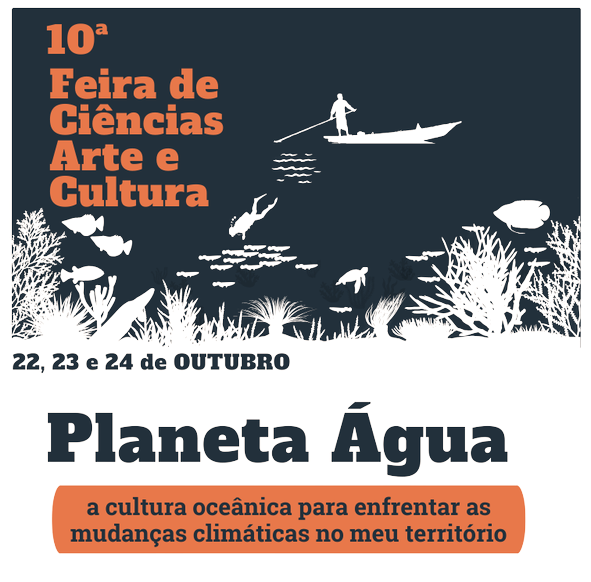 10ª
Feira de
Ciências
Arte e
Cultura
22, 23 e 24 de OUTUBRO
Planeta Água
a cultura oceânica para enfrentar as
mudanças climáticas no meu território